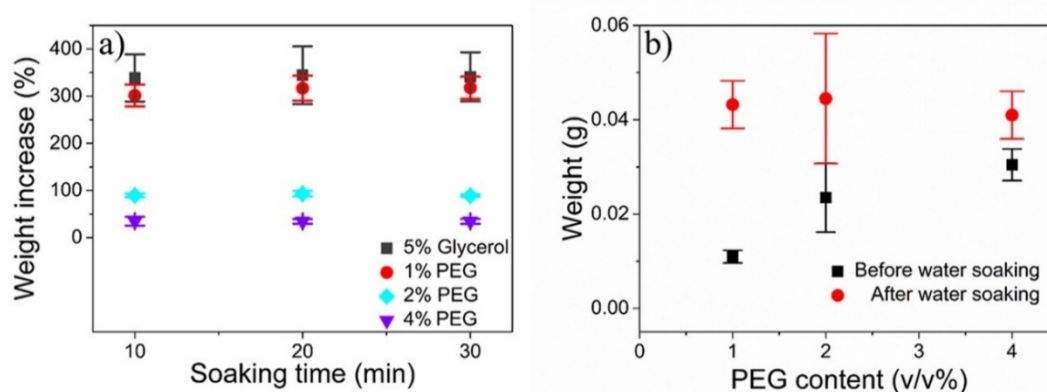 a)
Weight increase (%)
400
300
200
100
0
5% Glycerol
1% PEG
2% PEG
4% PEG
10
20
30
Soaking time (min)
b)
Weight (g)
0.06
0.04
0.02
0.00
Before water soaking
After water soaking
0
1
2
3
4
PEG content (v/v%)